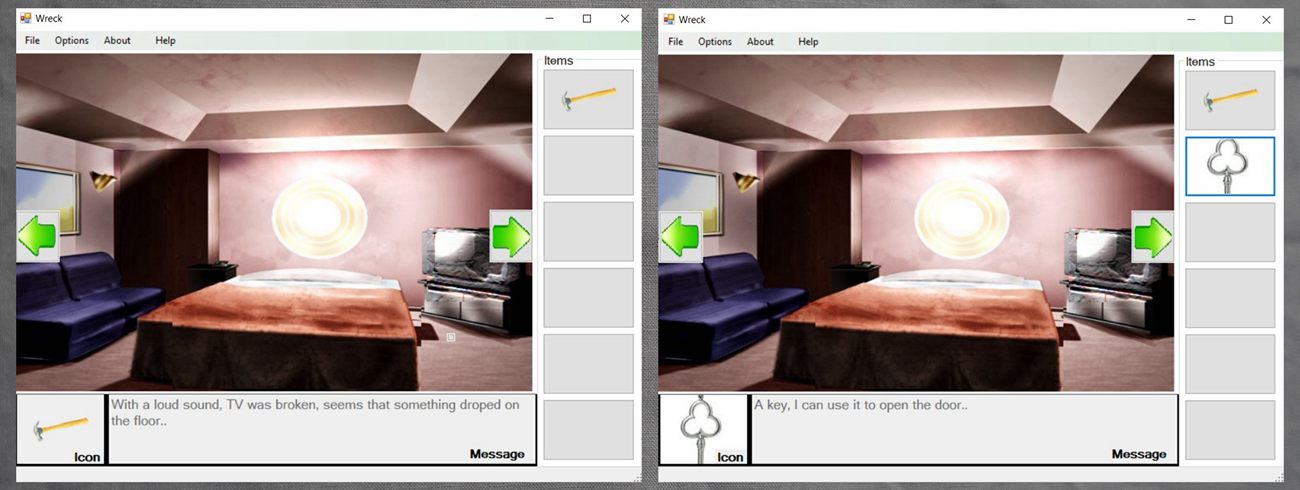 Wreck
File Options About Help
Items
With a loud sound, TV was broken, seems that something droped on
the floor..
Icon
Message
Wreck
File Options About Help
Items
A key, I can use it to open the door..
Icon
Message